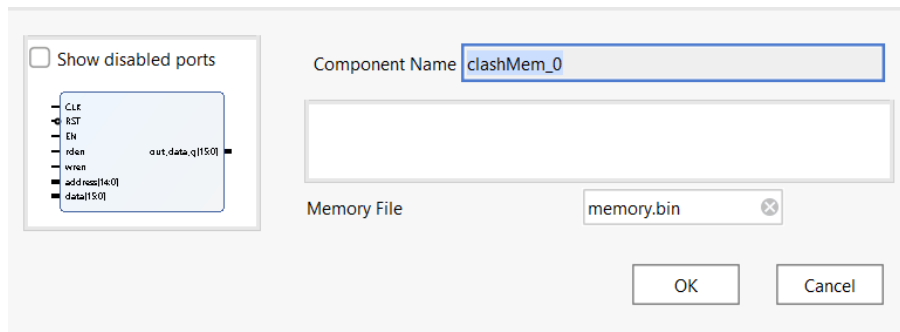 Show disabled ports
CLK
RST
EN
rden
wren
address[14:0]
data[15:0]
out_data_q[15:0]
Component Name clashMem_0
Memory File memory.bin
OK Cancel